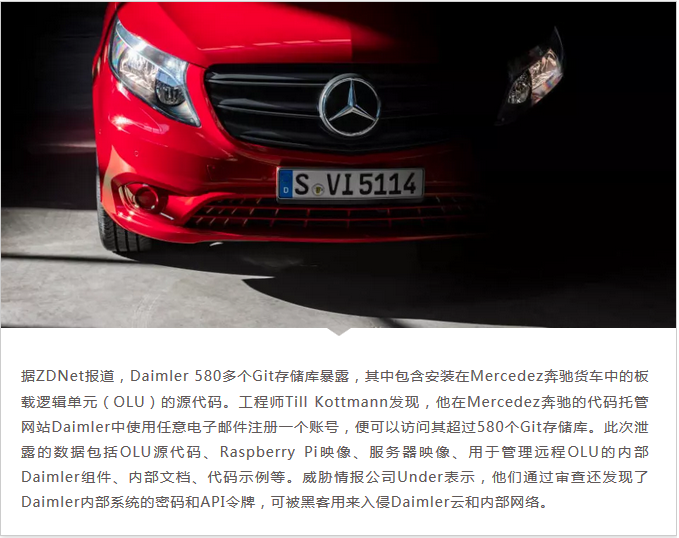 S VI 5114
D
据ZDNet报道，Daimler 580多个Git存储库暴露，其中包含安装在Mercedez奔驰货车中的板
载逻辑单元（OLU）的源代码。工程师Till Kottmann发现，他在Mercedez奔驰的代码托管
网站Daimler中使用任意电子邮件注册一个账号，便可以访问其超过580个Git存储库。此次泄
露的数据包括OLU源代码、Raspberry Pi映像、服务器映像、用于管理远程OLU的内部
Daimler组件、内部文档、代码示例等。威胁情报公司Under表示，他们通过审查还发现了
Daimler内部系统的密码和API令牌，可被黑客用来入侵Daimler云和内部网络。